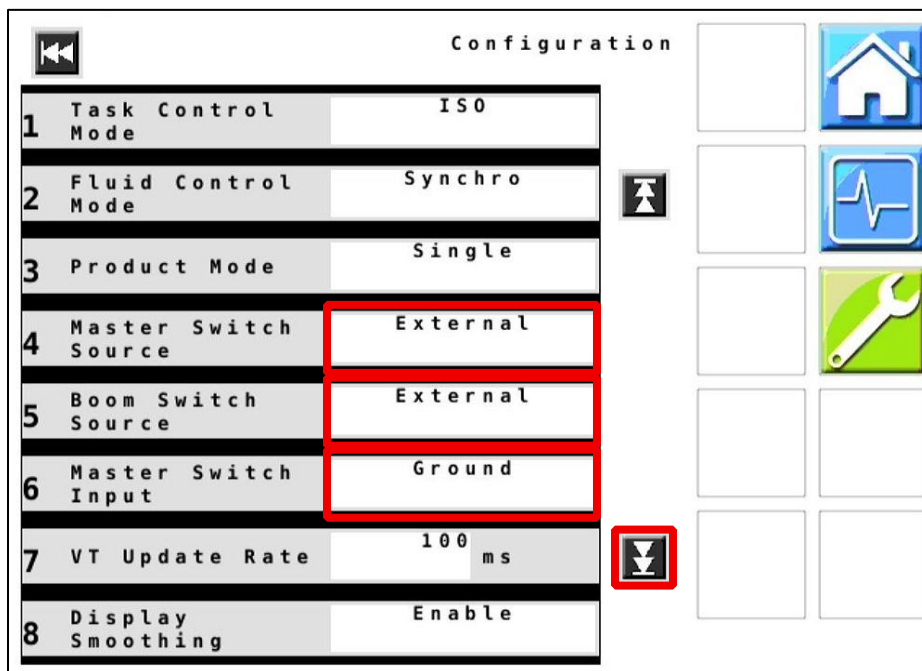 Configuration
1 Task Control Mode ISO
2 Fluid Control Mode Synchro
3 Product Mode Single
4 Master Switch Source External
5 Boom Switch Source External
6 Master Switch Input Ground
7 VT Update Rate 100 ms
8 Display Smoothing Enable